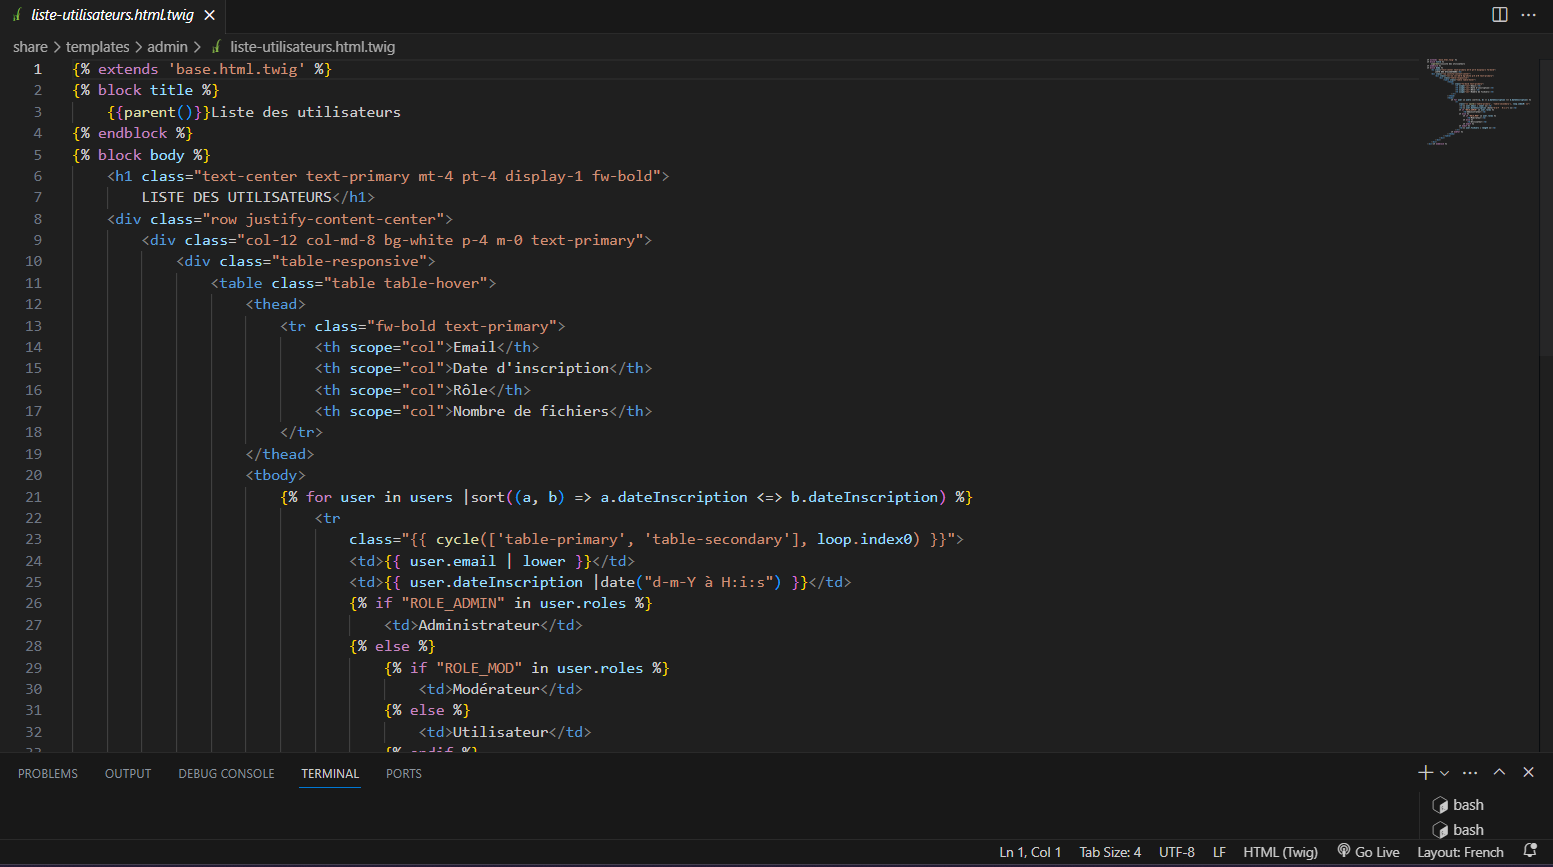 liste-utilisateurs.html.twig
share > templates > admin > liste-utilisateurs.html.twig
1 {% extends 'base.html.twig' %}
2 {% block title %}
3 {{parent()}}Liste des utilisateurs
4 {% endblock %}
5 {% block body %}
6 <h1 class="text-center text-primary mt-4 pt-4 display-1 fw-bold">
7 LISTE DES UTILISATEURS</h1>
8 <div class="row justify-content-center">
9 <div class="col-12 col-md-8 bg-white p-4 m-0 text-primary">
10 <div class="table-responsive">
11 <table class="table table-hover">
12 <thead>
13 <tr class="fw-bold text-primary">
14 <th scope="col">Email</th>
15 <th scope="col">Date d'inscription</th>
16 <th scope="col">Rôle</th>
17 <th scope="col">Nombre de fichiers</th>
18 </tr>
19 </thead>
20 <tbody>
21 {% for user in users |sort((a, b) => a.dateInscription <=> b.dateInscription) %}
22 <tr
23 class="{{ cycle(['table-primary', 'table-secondary'], loop.index0) }}">
24 <td>{{ user.email | lower }}</td>
25 <td>{{ user.dateInscription |date("d-m-Y à H:i:s") }}</td>
26 {% if "ROLE_ADMIN" in user.roles %}
27 <td>Administrateur</td>
28 {% else %}
29 {% if "ROLE_MOD" in user.roles %}
30 <td>Modérateur</td>
31 {% else %}
32 <td>Utilisateur</td>
33 {% endif %}
PROBLEMS OUTPUT DEBUG CONSOLE TERMINAL PORTS
bash
bash
Ln 1, Col 1 Tab Size: 4 UTF-8 LF HTML (Twig) Go Live Layout: French